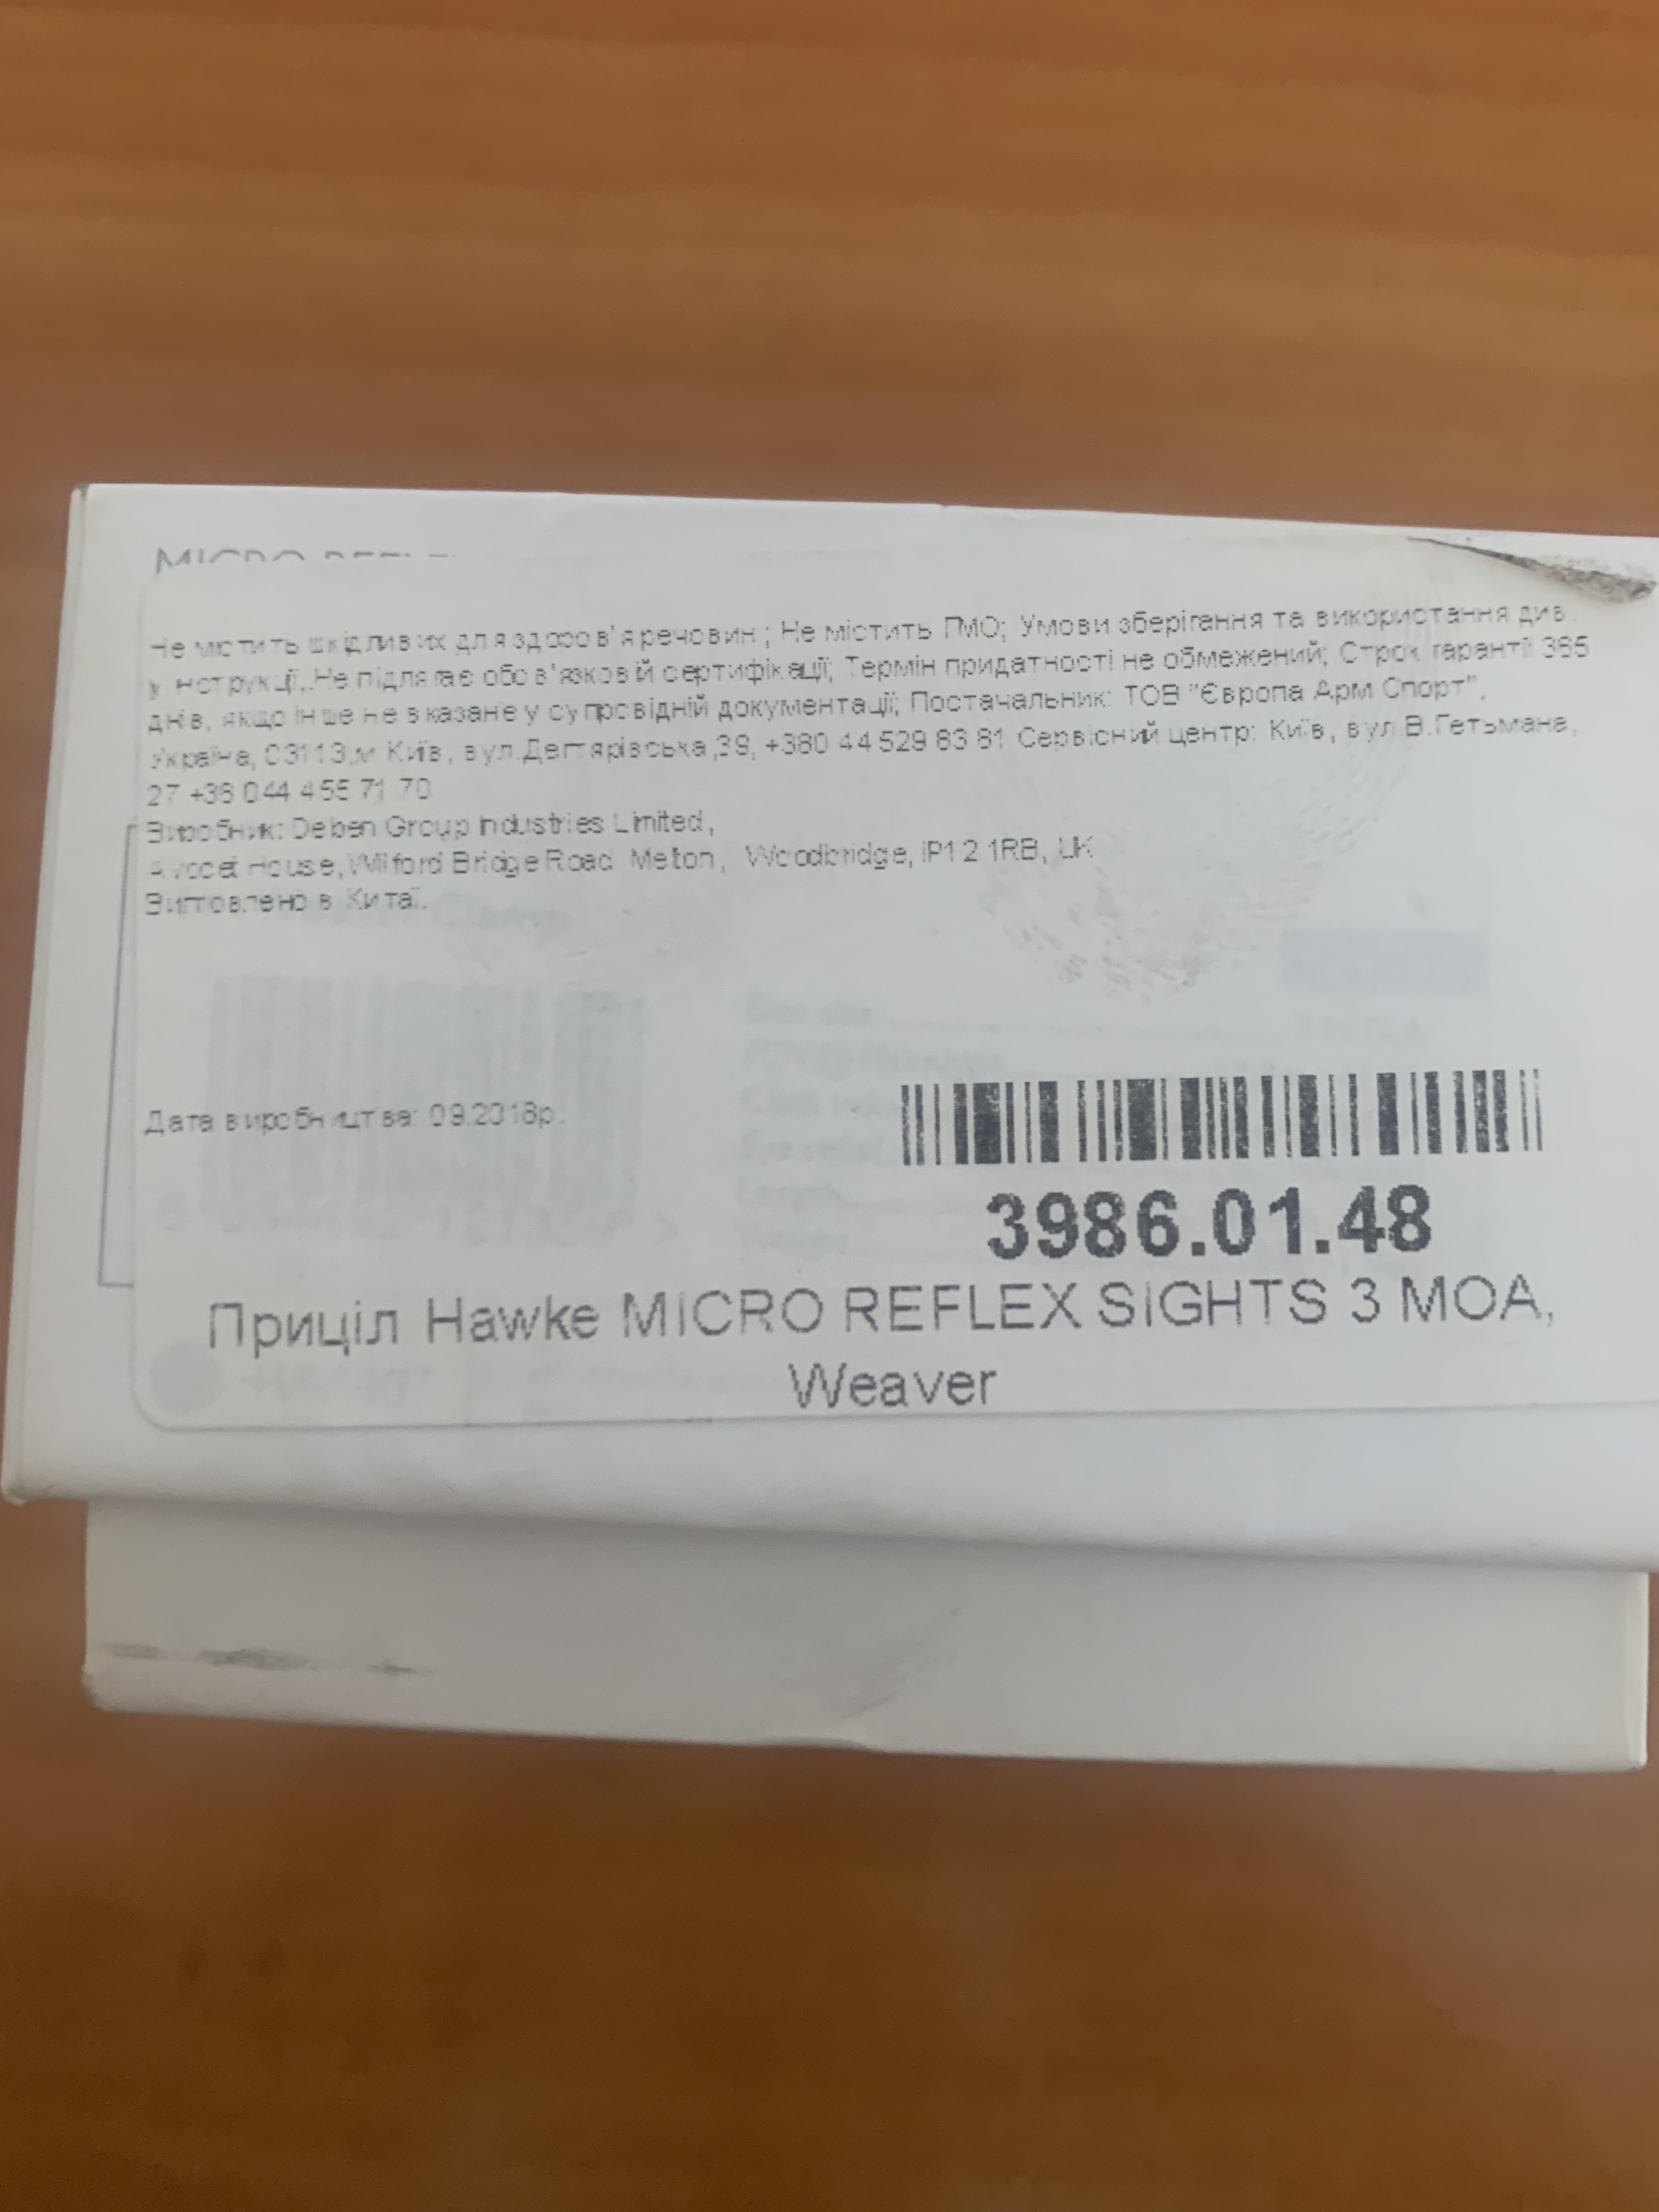 MICRO REFLEX
Не містить шкідливих для здоров'я речовин ; Не містить ГМО; Умови зберігання та використання див.
у інструкції,.Не підлягає обов'язковій сертифікації; Термін придатності не обмежений; Строк гарантії 365
днів, якщо інше не вказане у супровідній документації; Постачальник: ТОВ "Європа Арм Спорт",
Україна, 03113,м Київ, вул.Дегтярівська,39, +380 44 529 83 81 Сервісний центр: Київ, вул.В.Гетьмана,
27 +38 044 455 71 70
Виробник: Deben Group Industries Limited,
Avocet House, Wilford Bridge Road Melton, Woodbridge, IP12 1RB, UK
Виготовлено в Китаї.
Дата виробництва: 09.2018р.
3986.01.48
Приціл Hawke MICRO REFLEX SIGHTS 3 MOA,
Weaver